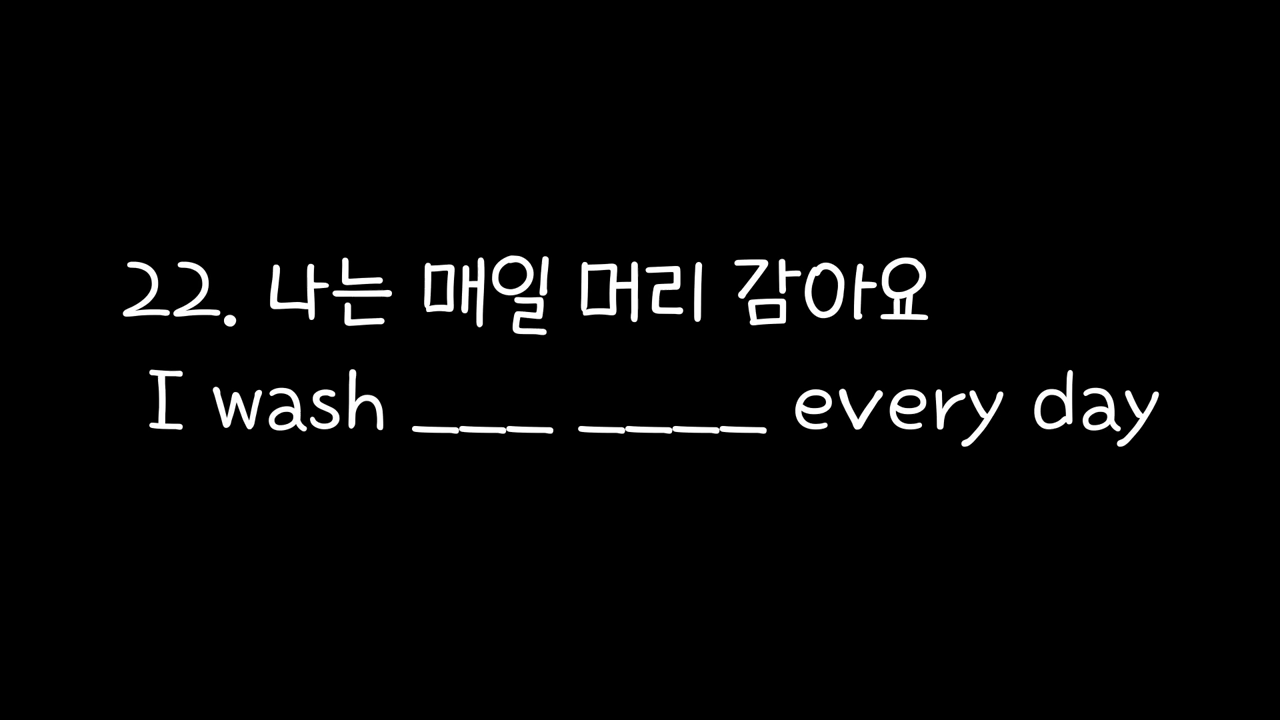 22. 나는 매일 머리 감아요
I wash ___ ____ every day